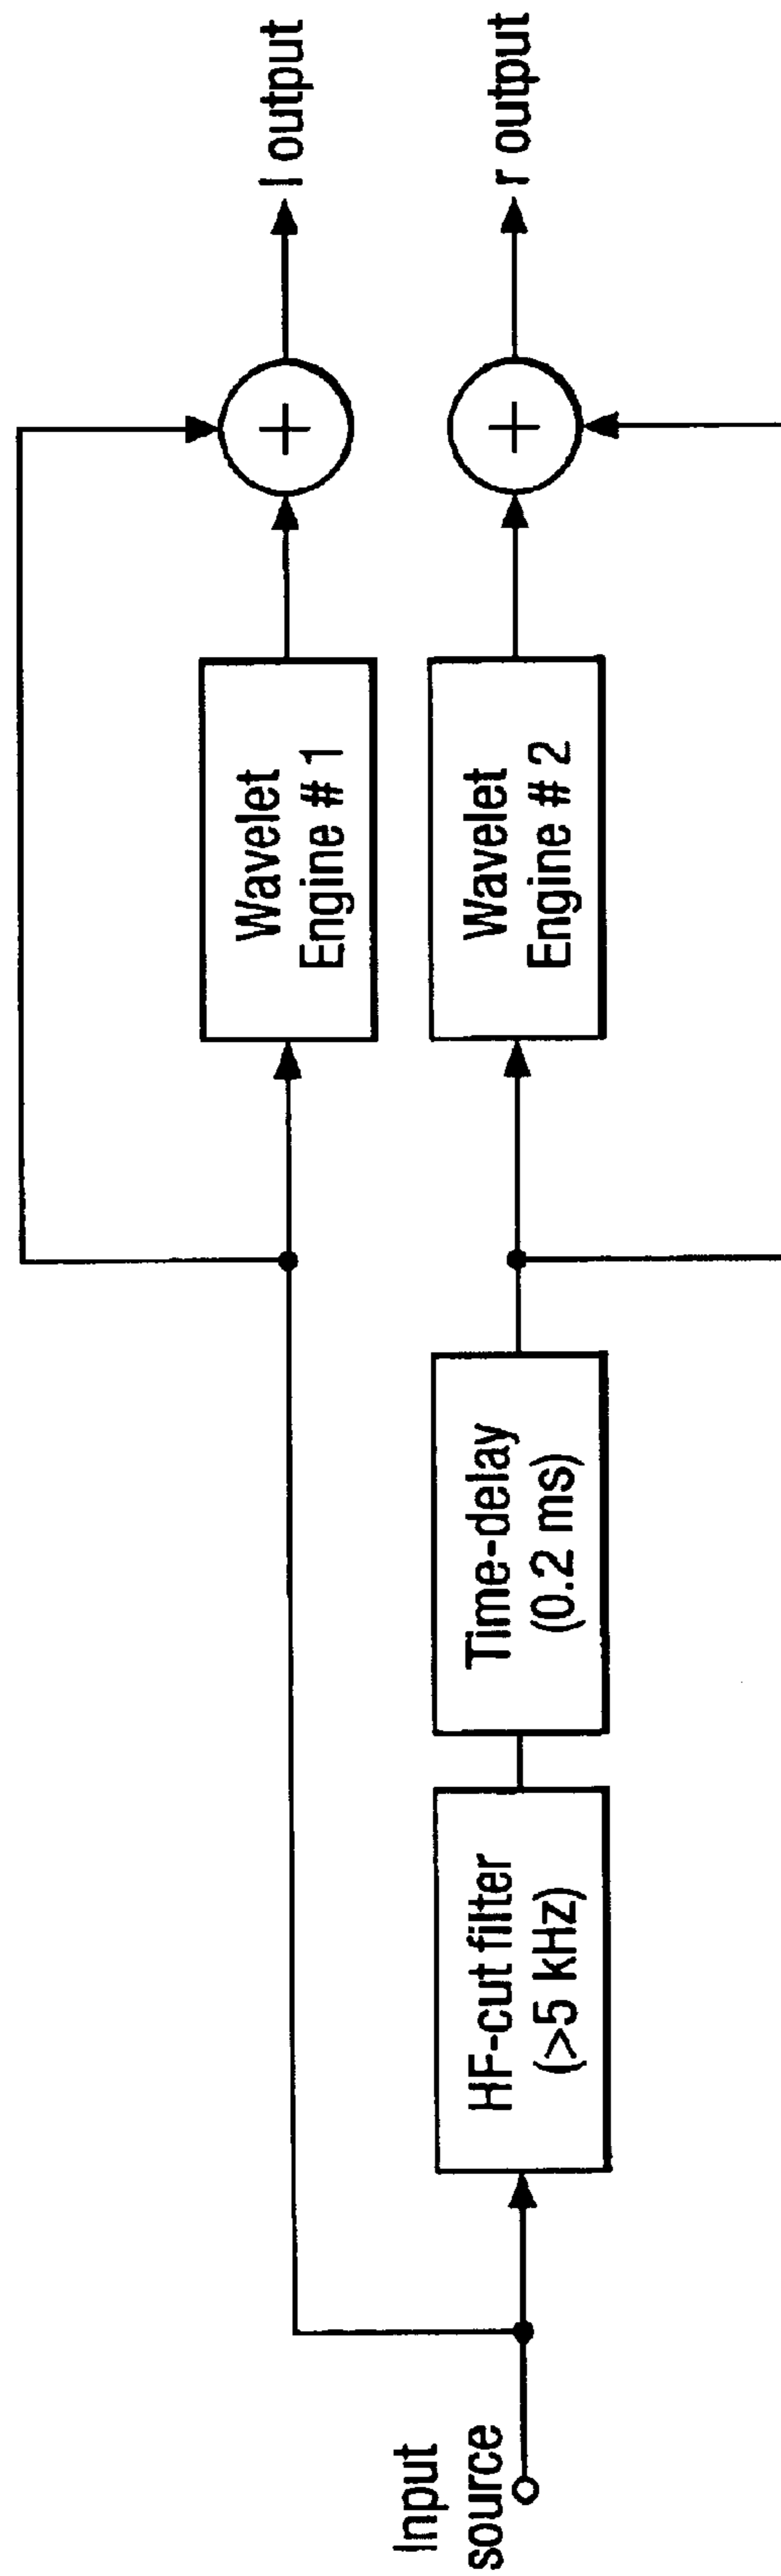 Input
source
HF-cut filter
(>5 kHz)
Time-delay
(0.2 ms)
Wavelet
Engine # 1
Wavelet
Engine # 2
+
+
l output
r output